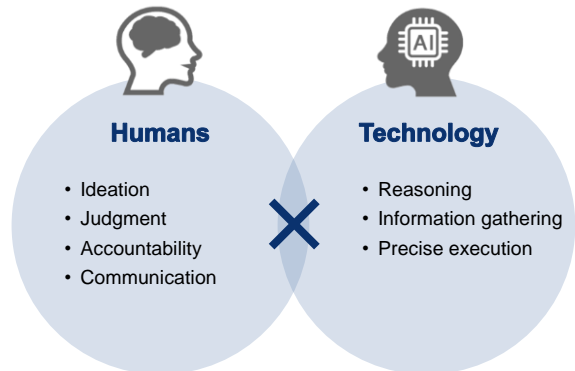 AI
Humans
• Ideation
• Judgment
• Accountability
• Communication
Technology
• Reasoning
• Information gathering
• Precise execution